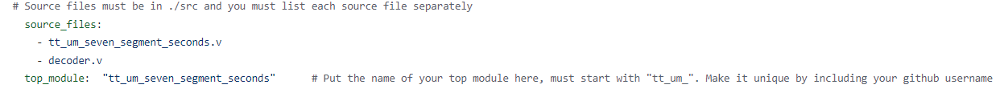 # Source files must be in ./src and you must list each source file separately
source_files:
- tt_um_seven_segment_seconds.v
- decoder.v
top_module: "tt_um_seven_segment_seconds" # Put the name of your top module here, must start with "tt_um_". Make it unique by including your github username